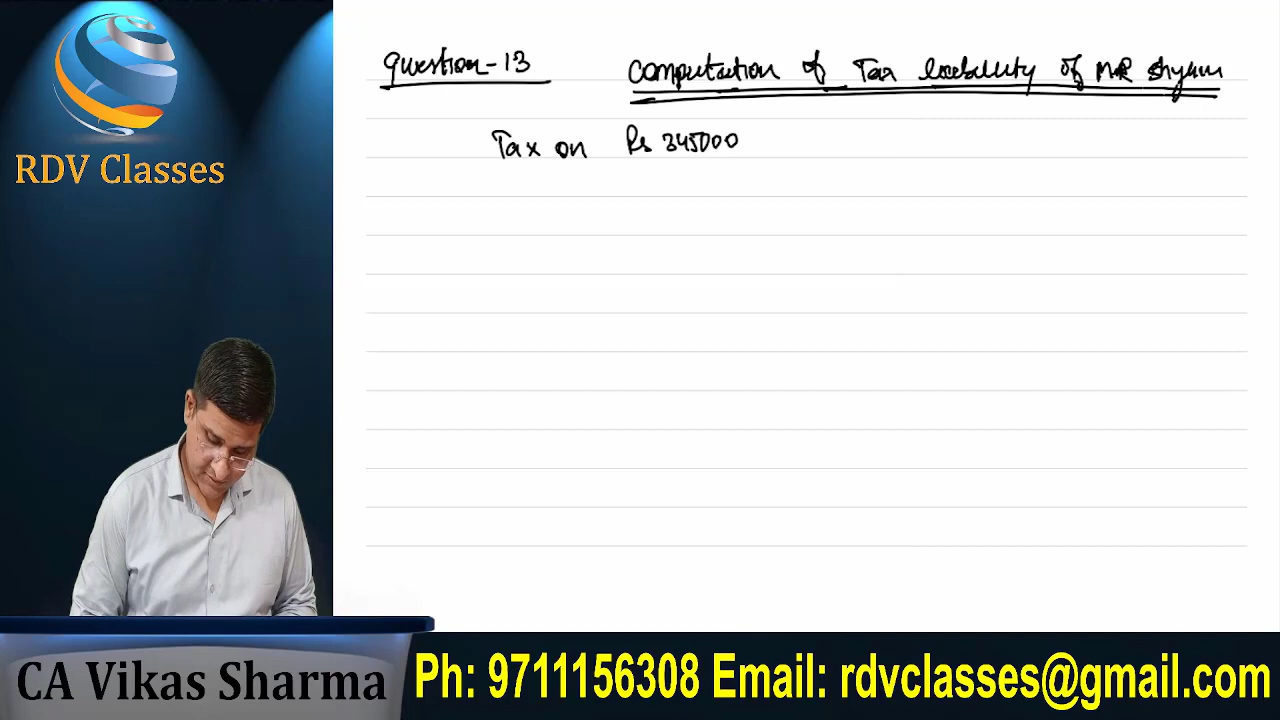 RDV Classes
Question-13 Computation of Tax liability of MR shyam
Tax on Rs 345000
CA Vikas Sharma
Ph: 9711156308 Email: rdvclasses@gmail.com